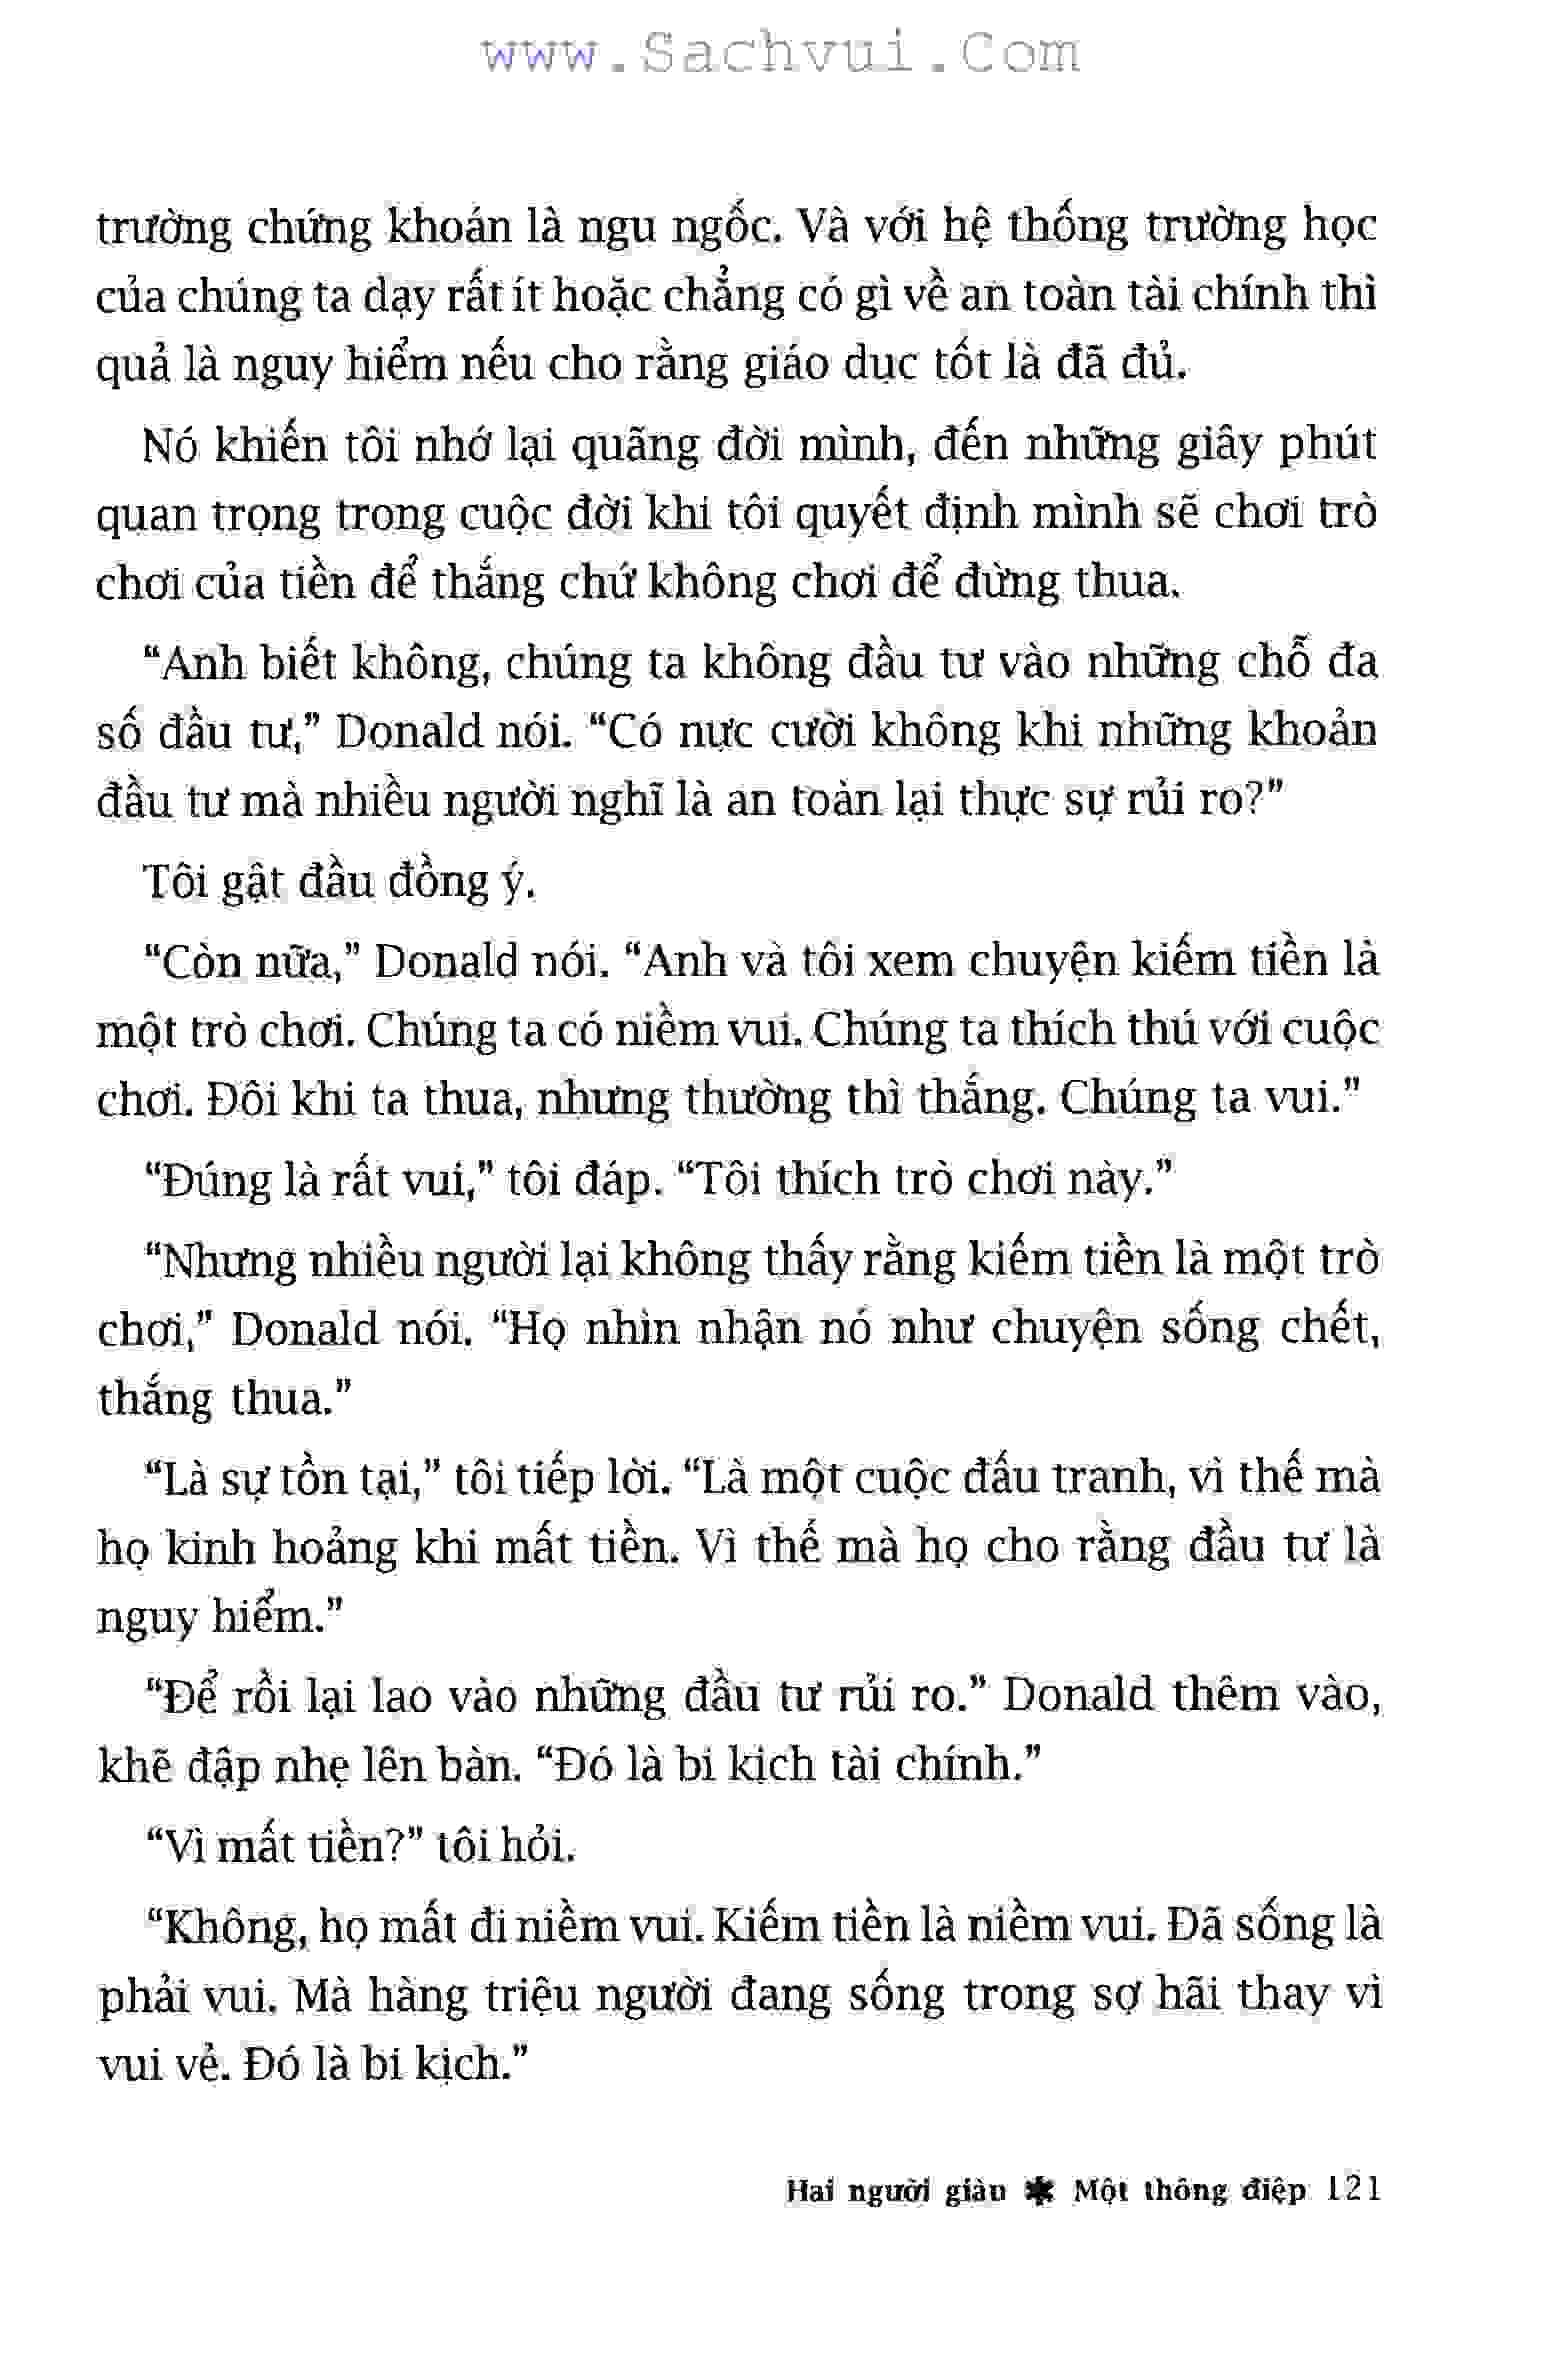 www.Sachvui.Com
trường chứng khoán là ngu ngốc. Và với hệ thống trường học
của chúng ta dạy rất ít hoặc chẳng có gì về an toàn tài chính thì
quả là nguy hiểm nếu cho rằng giáo dục tốt là đã đủ.
Nó khiến tôi nhớ lại quãng đời mình, đến những giây phút
quan trọng trong cuộc đời khi tôi quyết định mình sẽ chơi trò
chơi của tiền để thắng chứ không chơi để đừng thua.
“Anh biết không, chúng ta không đầu tư vào những chỗ đa
số đầu tư,” Donald nói. “Có nực cười không khi những khoản
đầu tư mà nhiều người nghĩ là an toàn lại thực sự rủi ro?”
Tôi gật đầu đồng ý.
“Còn nữa,” Donald nói. “Anh và tôi xem chuyện kiếm tiền là
một trò chơi. Chúng ta có niềm vui. Chúng ta thích thú với cuộc
chơi. Đôi khi ta thua, nhưng thường thì thắng. Chúng ta vui.”
“Đúng là rất vui,” tôi đáp. “Tôi thích trò chơi này.”
“Nhưng nhiều người lại không thấy rằng kiếm tiền là một trò
chơi,” Donald nói. “Họ nhìn nhận nó như chuyện sống chết,
thắng thua.”
“Là sự tồn tại,” tôi tiếp lời. “Là một cuộc đấu tranh, vì thế mà
họ kinh hoảng khi mất tiền. Vì thế mà họ cho rằng đầu tư là
nguy hiểm.”
“Để rồi lại lao vào những đầu tư rủi ro.” Donald thêm vào,
khẽ đập nhẹ lên bàn. “Đó là bi kịch tài chính.”
“Vì mất tiền?” tôi hỏi.
“Không, họ mất đi niềm vui. Kiếm tiền là niềm vui. Đã sống là
phải vui. Mà hàng triệu người đang sống trong sợ hãi thay vì
vui vẻ. Đó là bi kịch.”
Hai người giàu ✱ Một thông điệp 121